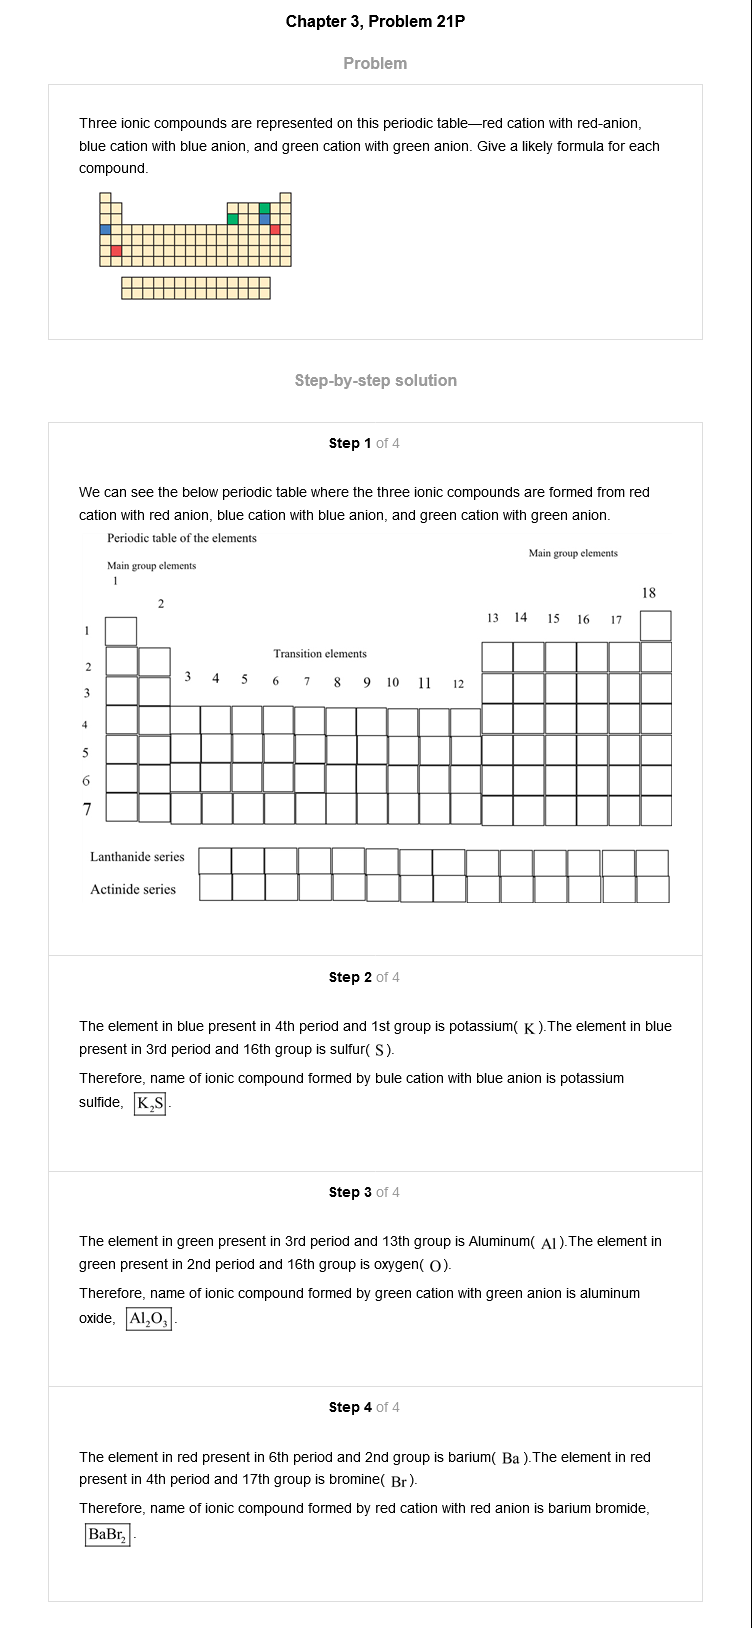 Chapter 3, Problem 21P
Problem
Three ionic compounds are represented on this periodic table—red cation with red-anion,
blue cation with blue anion, and green cation with green anion. Give a likely formula for each
compound.
Step-by-step solution
Step 1 of 4
We can see the below periodic table where the three ionic compounds are formed from red
cation with red anion, blue cation with blue anion, and green cation with green anion.
Periodic table of the elements
Main group elements
Main group elements
1
18
2
13 14 15 16 17
1
Transition elements
2
3 4 5 6 7 8 9 10 11 12
3
4
5
6
7
Lanthanide series
Actinide series
Step 2 of 4
The element in blue present in 4th period and 1st group is potassium( K ).The element in blue
present in 3rd period and 16th group is sulfur( S ).
Therefore, name of ionic compound formed by bule cation with blue anion is potassium
sulfide, K₂S .
Step 3 of 4
The element in green present in 3rd period and 13th group is Aluminum( Al ).The element in
green present in 2nd period and 16th group is oxygen( O ).
Therefore, name of ionic compound formed by green cation with green anion is aluminum
oxide, Al₂O₃ .
Step 4 of 4
The element in red present in 6th period and 2nd group is barium( Ba ).The element in red
present in 4th period and 17th group is bromine( Br ).
Therefore, name of ionic compound formed by red cation with red anion is barium bromide,
BaBr₂ .